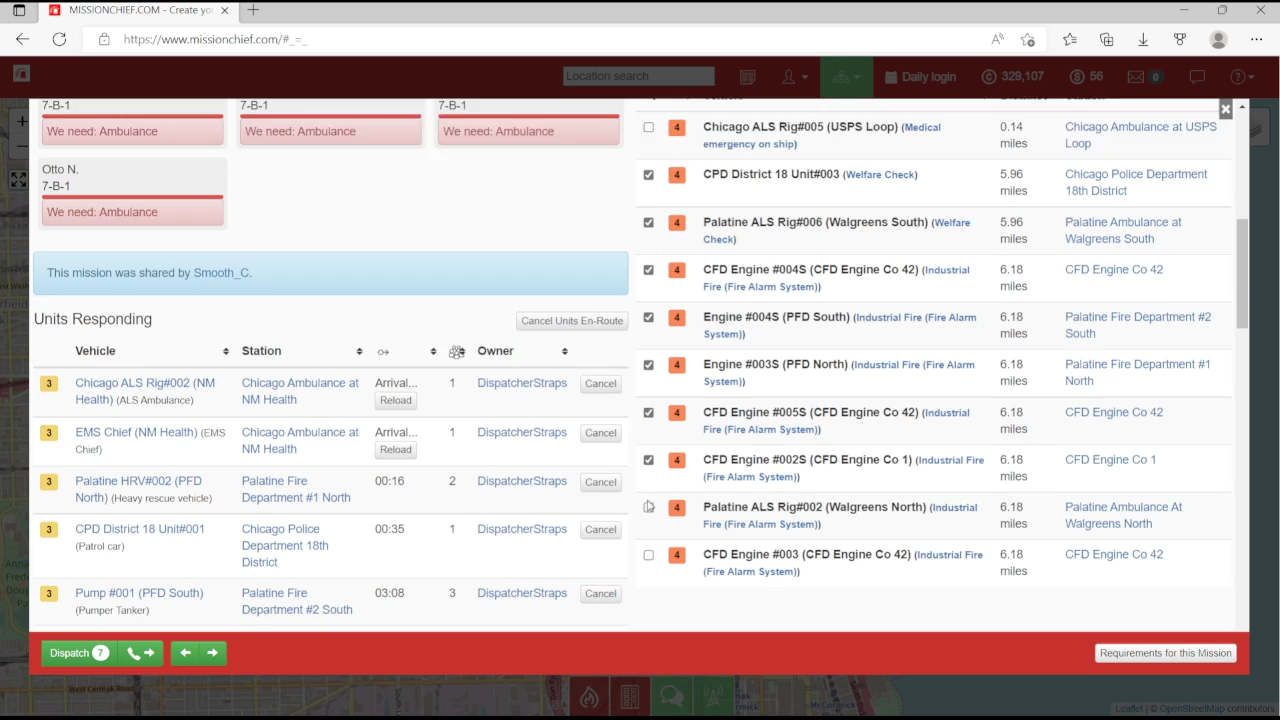 MISSIONCHIEF.COM - Create yo
https://www.missionchief.com/#_=_
Location search
Daily login
329,107
56
0
7-B-1
7-B-1
7-B-1
We need: Ambulance
We need: Ambulance
We need: Ambulance
Otto N.
7-B-1
We need: Ambulance
This mission was shared by Smooth_C.
Units Responding
Cancel Units En-Route
Vehicle Station Owner
3 Chicago ALS Rig#002 (NM Chicago Ambulance at Arrival... 1 DispatcherStraps Cancel
Health) (ALS Ambulance) NM Health Reload
3 EMS Chief (NM Health) (EMS Chicago Ambulance at Arrival... 1 DispatcherStraps Cancel
Chief) NM Health Reload
3 Palatine HRV#002 (PFD Palatine Fire 00:16 2 DispatcherStraps Cancel
North) (Heavy rescue vehicle) Department #1 North
3 CPD District 18 Unit#001 Chicago Police 00:35 1 DispatcherStraps Cancel
(Patrol car) Department 18th
District
3 Pump #001 (PFD South) Palatine Fire 03:08 3 DispatcherStraps Cancel
(Pumper Tanker) Department #2 South
4 Chicago ALS Rig#005 (USPS Loop) (Medical 0.14 Chicago Ambulance at USPS
emergency on ship) miles Loop
4 CPD District 18 Unit#003 (Welfare Check) 5.96 Chicago Police Department
miles 18th District
4 Palatine ALS Rig#006 (Walgreens South) (Welfare 5.96 Palatine Ambulance at
Check) miles Walgreens South
4 CFD Engine #004S (CFD Engine Co 42) (Industrial 6.18 CFD Engine Co 42
Fire (Fire Alarm System)) miles
4 Engine #004S (PFD South) (Industrial Fire (Fire Alarm 6.18 Palatine Fire Department #2
System)) miles South
4 Engine #003S (PFD North) (Industrial Fire (Fire Alarm 6.18 Palatine Fire Department #1
System)) miles North
4 CFD Engine #005S (CFD Engine Co 42) (Industrial 6.18 CFD Engine Co 42
Fire (Fire Alarm System)) miles
4 CFD Engine #002S (CFD Engine Co 1) (Industrial Fire 6.18 CFD Engine Co 1
(Fire Alarm System)) miles
4 Palatine ALS Rig#002 (Walgreens North) (Industrial 6.18 Palatine Ambulance At
Fire (Fire Alarm System)) miles Walgreens North
4 CFD Engine #003 (CFD Engine Co 42) (Industrial Fire 6.18 CFD Engine Co 42
(Fire Alarm System)) miles
Dispatch 7
Requirements for this Mission
West Cermak Road
McCormick
Leaflet | © OpenStreetMap contributors